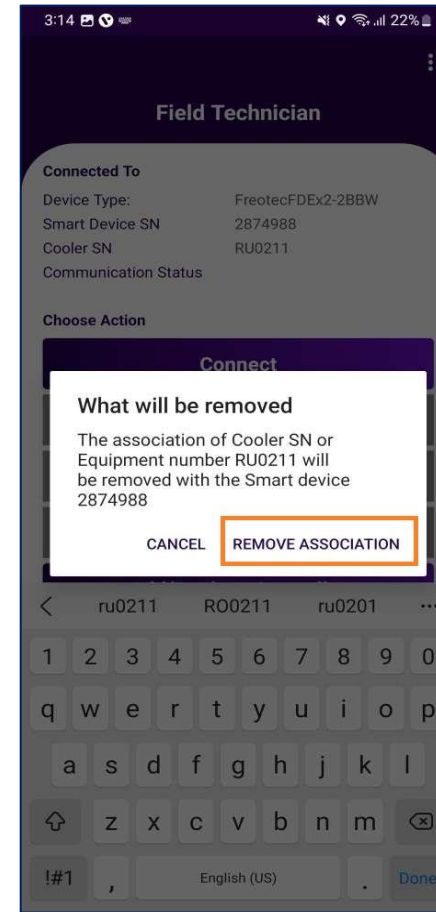 3:14 22%
Field Technician
Connected To
Device Type: FreotecFDEx2-2BBW
Smart Device SN 2874988
Cooler SN RU0211
Communication Status
Choose Action
Connect
What will be removed
The association of Cooler SN or
Equipment number RU0211 will
be removed with the Smart device
2874988
CANCEL REMOVE ASSOCIATION
ru0211 RO0211 ru0201 ...
1 2 3 4 5 6 7 8 9 0
q w e r t y u i o p
a s d f g h j k l
z x c v b n m
!#1 , English (US) . Done